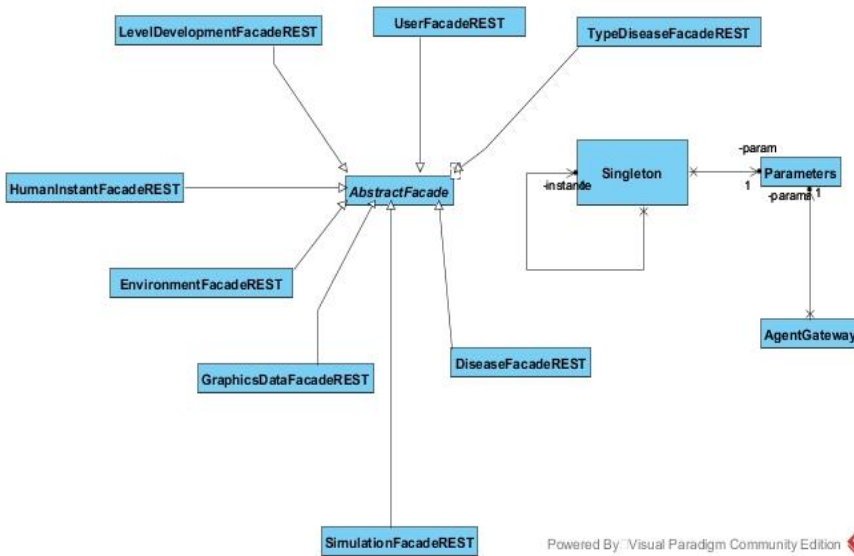 UserFacadeREST
LevelDevelopmentFacadeREST
TypeDiseaseFacadeREST
-param
Singleton
Parameters
1
HumanInstantFacadeREST
AbstractFacade
-params
1
EnvironmentFacadeREST
AgentGateway
GraphicsDataFacadeREST
DiseaseFacadeREST
SimulationFacadeREST
Powered By Visual Paradigm Community Edition